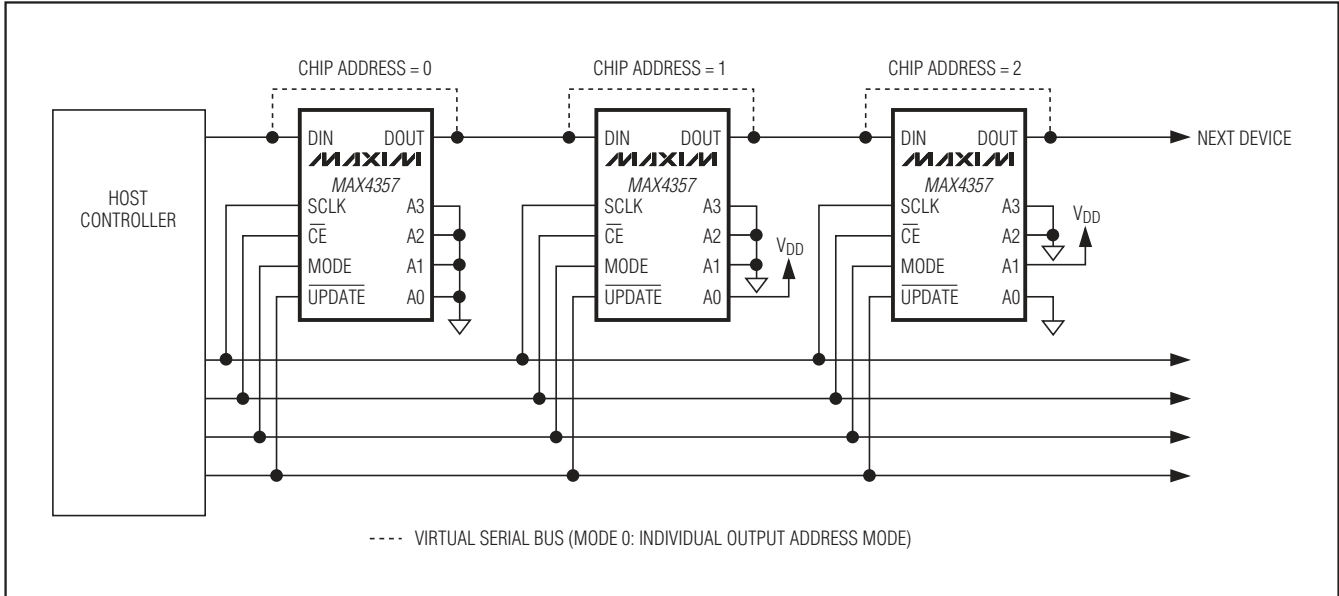 CHIP ADDRESS = 0
CHIP ADDRESS = 1
CHIP ADDRESS = 2
HOST
CONTROLLER
DIN DOUT
MAXIM
MAX4357
SCLK A3
CE A2
MODE A1
UPDATE A0
DIN DOUT
MAXIM
MAX4357
SCLK A3
CE A2
MODE A1
UPDATE A0
VDD
DIN DOUT
MAXIM
MAX4357
SCLK A3
CE A2
MODE A1
UPDATE A0
VDD
NEXT DEVICE
---- VIRTUAL SERIAL BUS (MODE 0: INDIVIDUAL OUTPUT ADDRESS MODE)